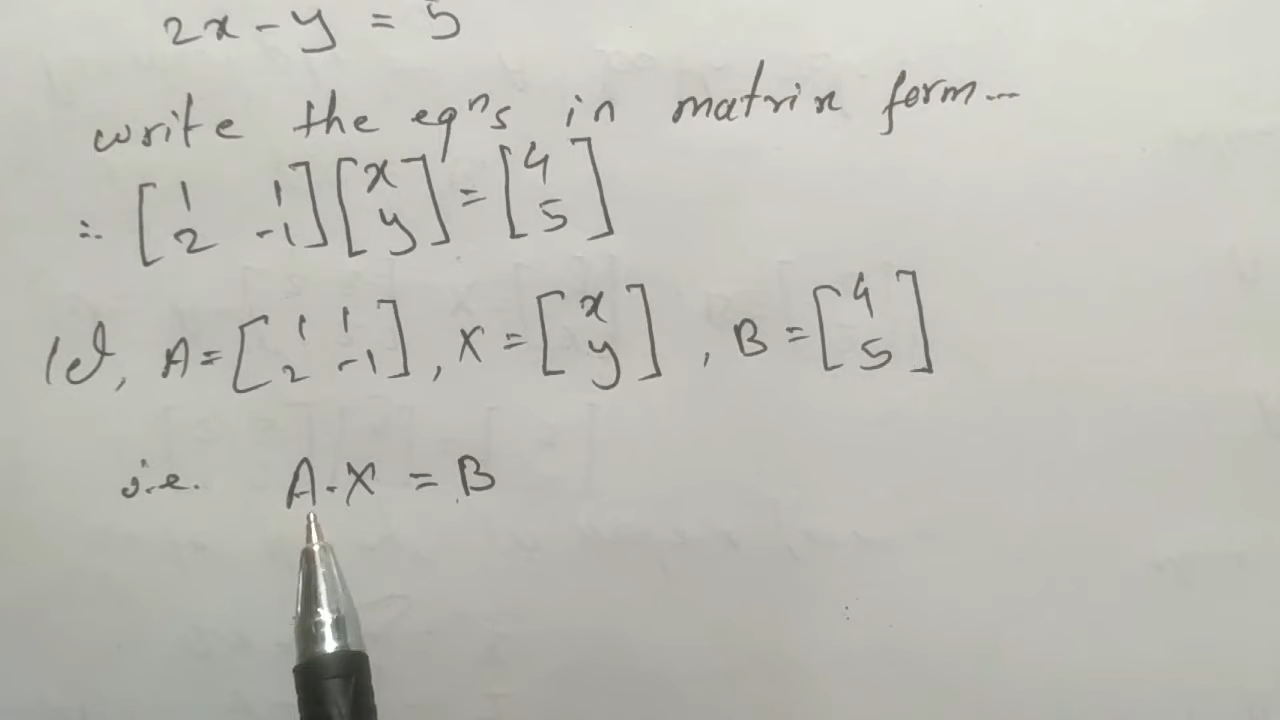 2x - y = 5
write the eqⁿs in matrix form...
∴ [1 1; 2 -1] [x; y] = [4; 5]
let, A = [1 1; 2 -1], X = [x; y], B = [4; 5]
i.e. A·X = B